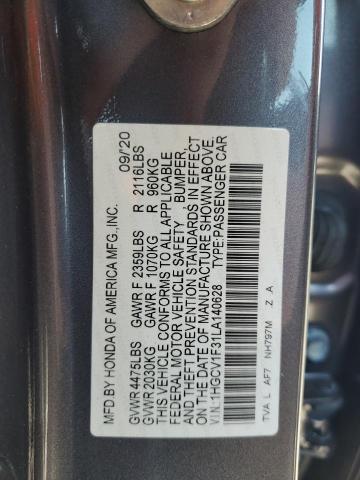 MFD.BY HONDA OF AMERICA MFG.,INC. 09/20
GVWR 4475LBS GAWR F 2359LBS R 2116LBS
GVWR 2030KG GAWR F 1070KG R 960KG
THIS VEHICLE CONFORMS TO ALL APPLICABLE
FEDERAL MOTOR VEHICLE SAFETY, BUMPER,
AND THEFT PREVENTION STANDARDS IN EFFECT
ON THE DATE OF MANUFACTURE SHOWN ABOVE.
V.I.N.:1HGCV1F31LA140628 TYPE:PASSENGER CAR
TVA L AF7 NH797M Z A